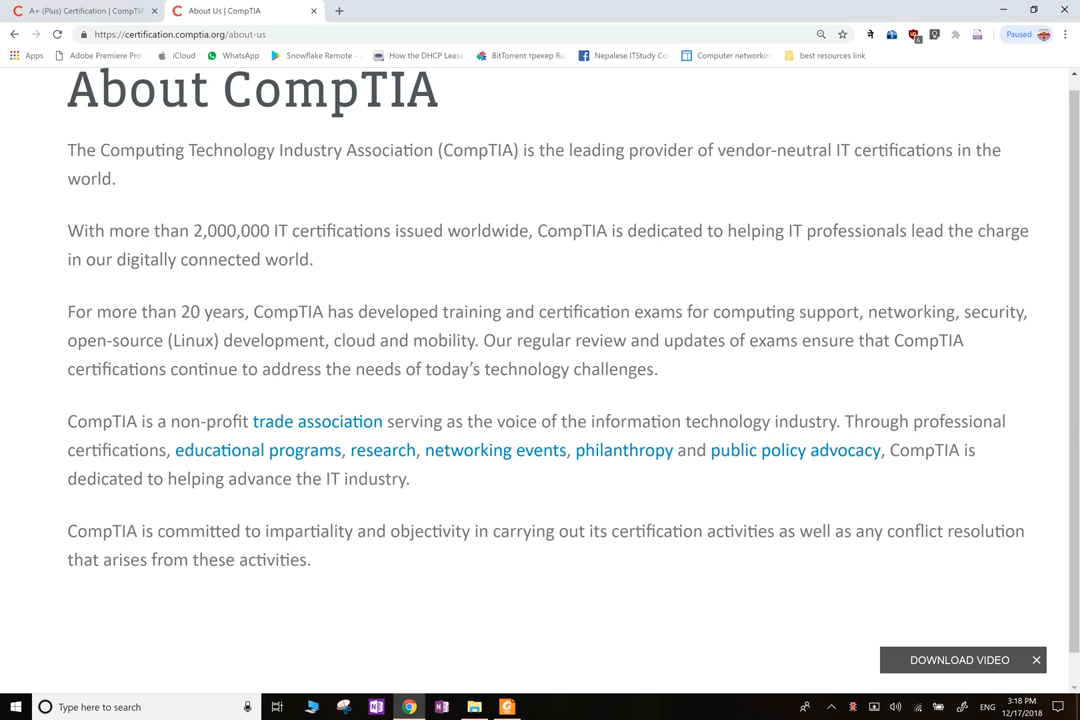 A+ (Plus) Certification | CompTI
About Us | CompTIA
https://certification.comptia.org/about-us
Paused
Apps
Adobe Premiere Pro
iCloud
WhatsApp
Snowflake Remote -
How the DHCP Lease
BitTorrent трекер Ru
Nepalese ITStudy Co
Computer networkin
best resources link
About CompTIA
The Computing Technology Industry Association (CompTIA) is the leading provider of vendor-neutral IT certifications in the
world.
With more than 2,000,000 IT certifications issued worldwide, CompTIA is dedicated to helping IT professionals lead the charge
in our digitally connected world.
For more than 20 years, CompTIA has developed training and certification exams for computing support, networking, security,
open-source (Linux) development, cloud and mobility. Our regular review and updates of exams ensure that CompTIA
certifications continue to address the needs of today's technology challenges.
CompTIA is a non-profit trade association serving as the voice of the information technology industry. Through professional
certifications, educational programs, research, networking events, philanthropy and public policy advocacy, CompTIA is
dedicated to helping advance the IT industry.
CompTIA is committed to impartiality and objectivity in carrying out its certification activities as well as any conflict resolution
that arises from these activities.
DOWNLOAD VIDEO
Type here to search
ENG
3:18 PM
12/17/2018